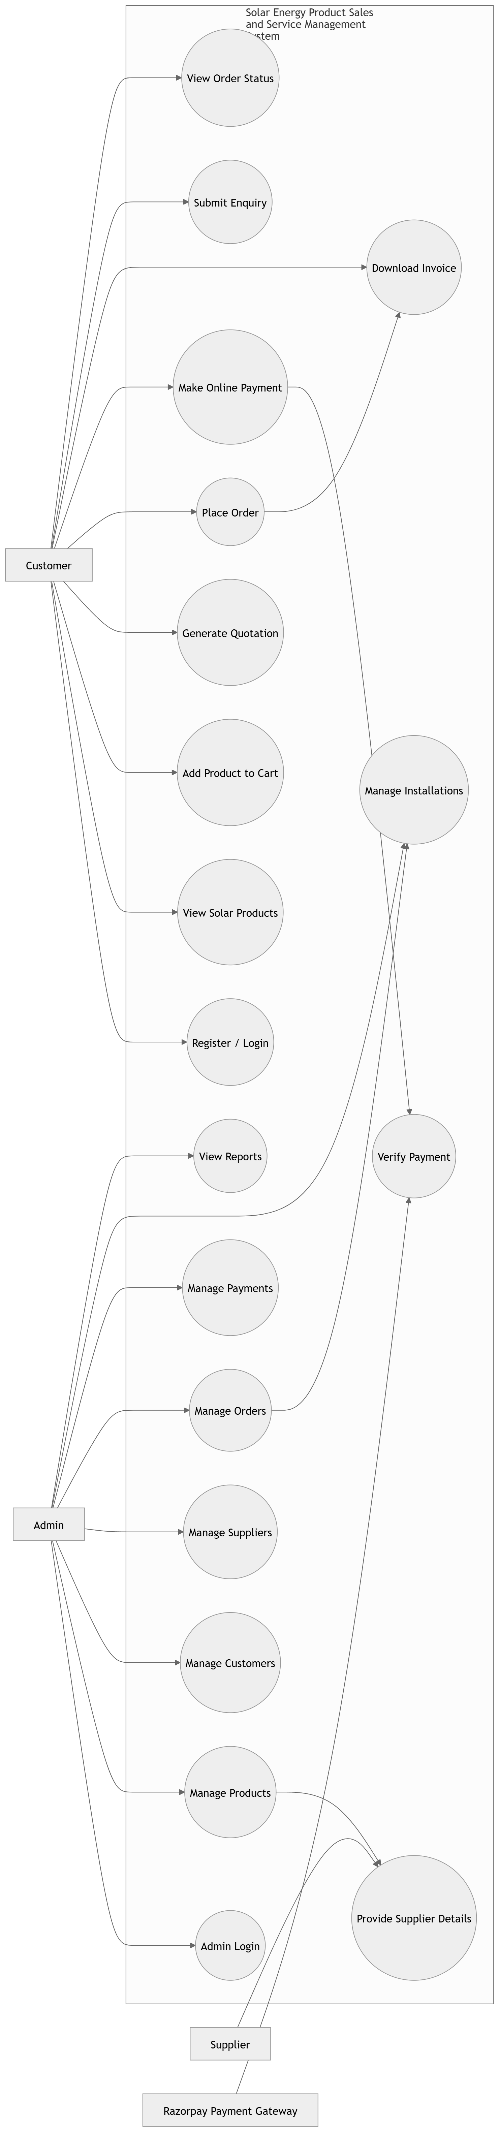 Solar Energy Product Sales
and Service Management
View Order Status
Submit Enquiry
Download Invoice
Make Online Payment
Place Order
Customer
Generate Quotation
Add Product to Cart
Manage Installations
View Solar Products
Register / Login
View Reports
Verify Payment
Manage Payments
Manage Orders
Admin
Manage Suppliers
Manage Customers
Manage Products
Provide Supplier Details
Admin Login
Supplier
Razorpay Payment Gateway